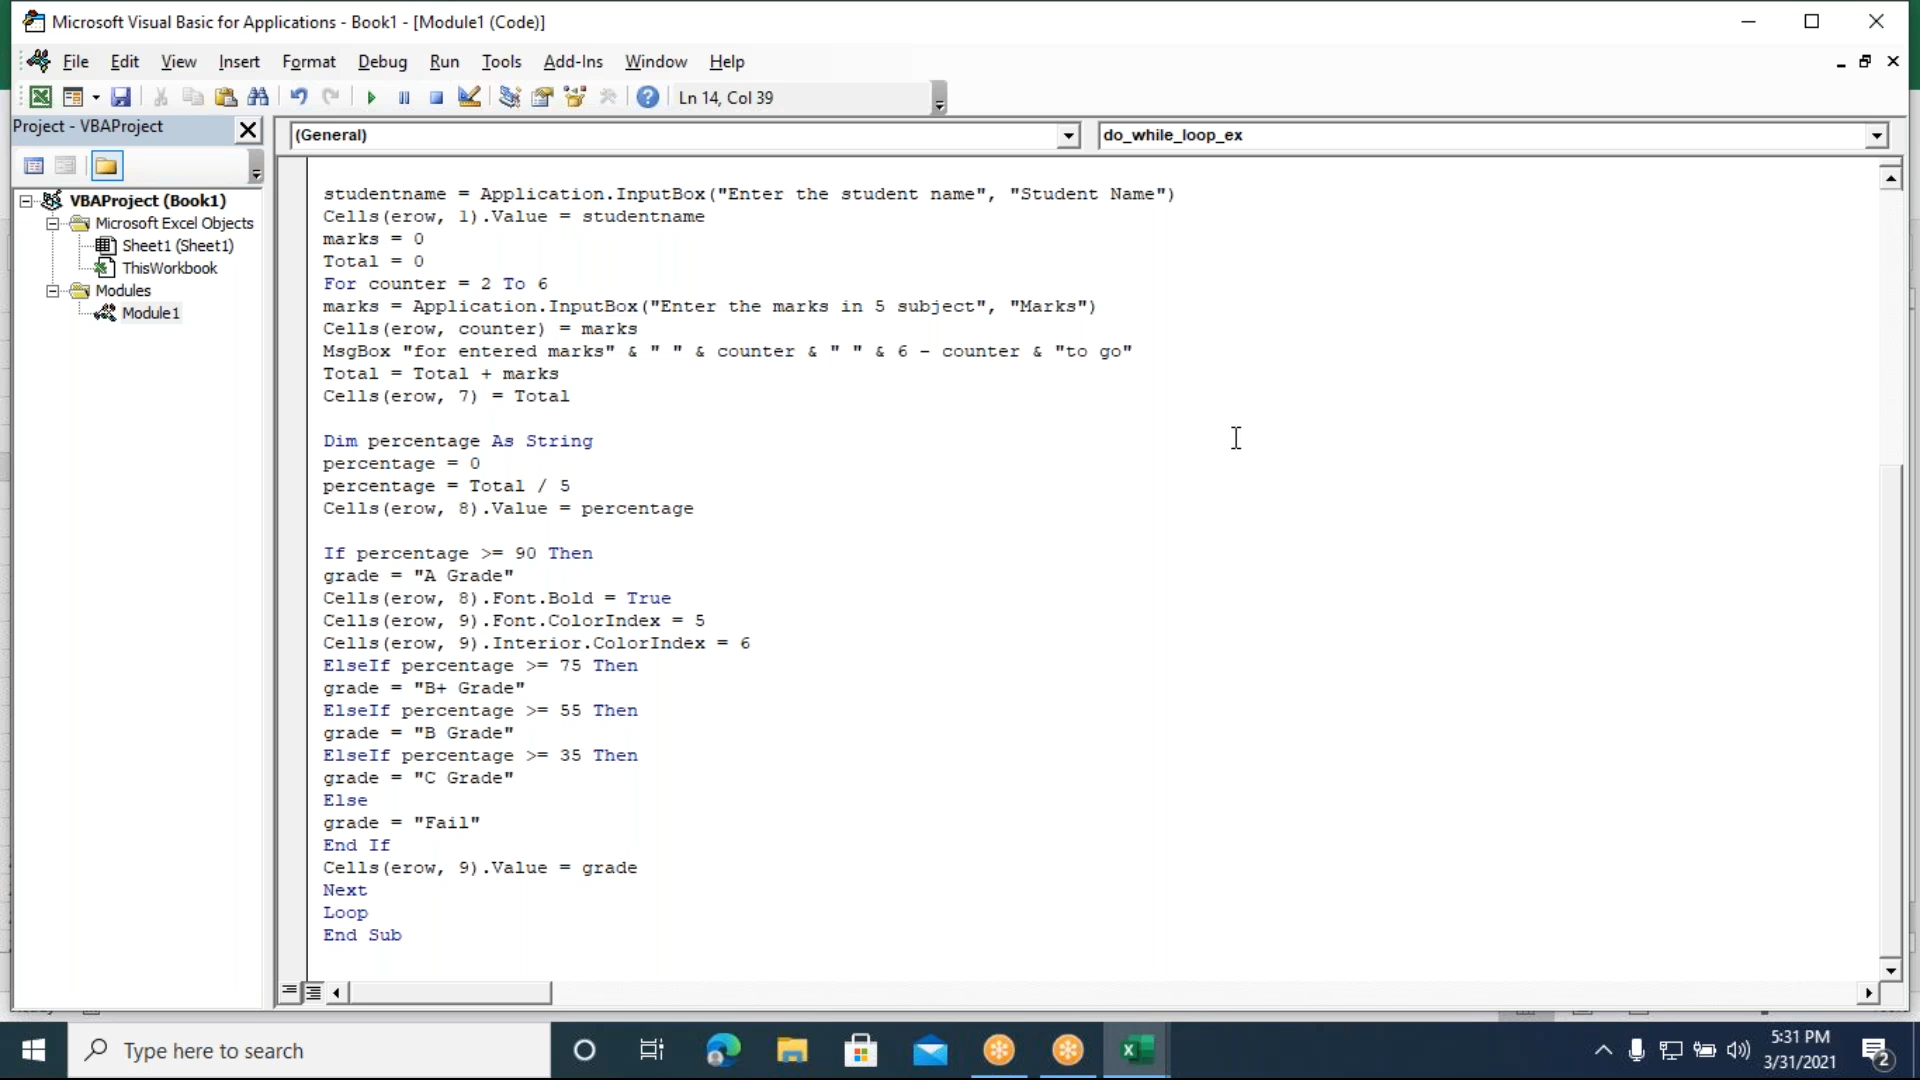 Microsoft Visual Basic for Applications - Book1 - [Module1 (Code)]
File Edit View Insert Format Debug Run Tools Add-Ins Window Help
Ln 14, Col 39
Project - VBAProject
(General)
do_while_loop_ex
VBAProject (Book1)
Microsoft Excel Objects
Sheet1 (Sheet1)
ThisWorkbook
Modules
Module1
studentname = Application.InputBox("Enter the student name", "Student Name")
Cells(erow, 1).Value = studentname
marks = 0
Total = 0
For counter = 2 To 6
marks = Application.InputBox("Enter the marks in 5 subject", "Marks")
Cells(erow, counter) = marks
MsgBox "for entered marks" & " " & counter & " " & 6 - counter & "to go"
Total = Total + marks
Cells(erow, 7) = Total
Dim percentage As String
percentage = 0
percentage = Total / 5
Cells(erow, 8).Value = percentage
If percentage >= 90 Then
grade = "A Grade"
Cells(erow, 8).Font.Bold = True
Cells(erow, 9).Font.ColorIndex = 5
Cells(erow, 9).Interior.ColorIndex = 6
ElseIf percentage >= 75 Then
grade = "B+ Grade"
ElseIf percentage >= 55 Then
grade = "B Grade"
ElseIf percentage >= 35 Then
grade = "C Grade"
Else
grade = "Fail"
End If
Cells(erow, 9).Value = grade
Next
Loop
End Sub
Type here to search
5:31 PM
3/31/2021
2